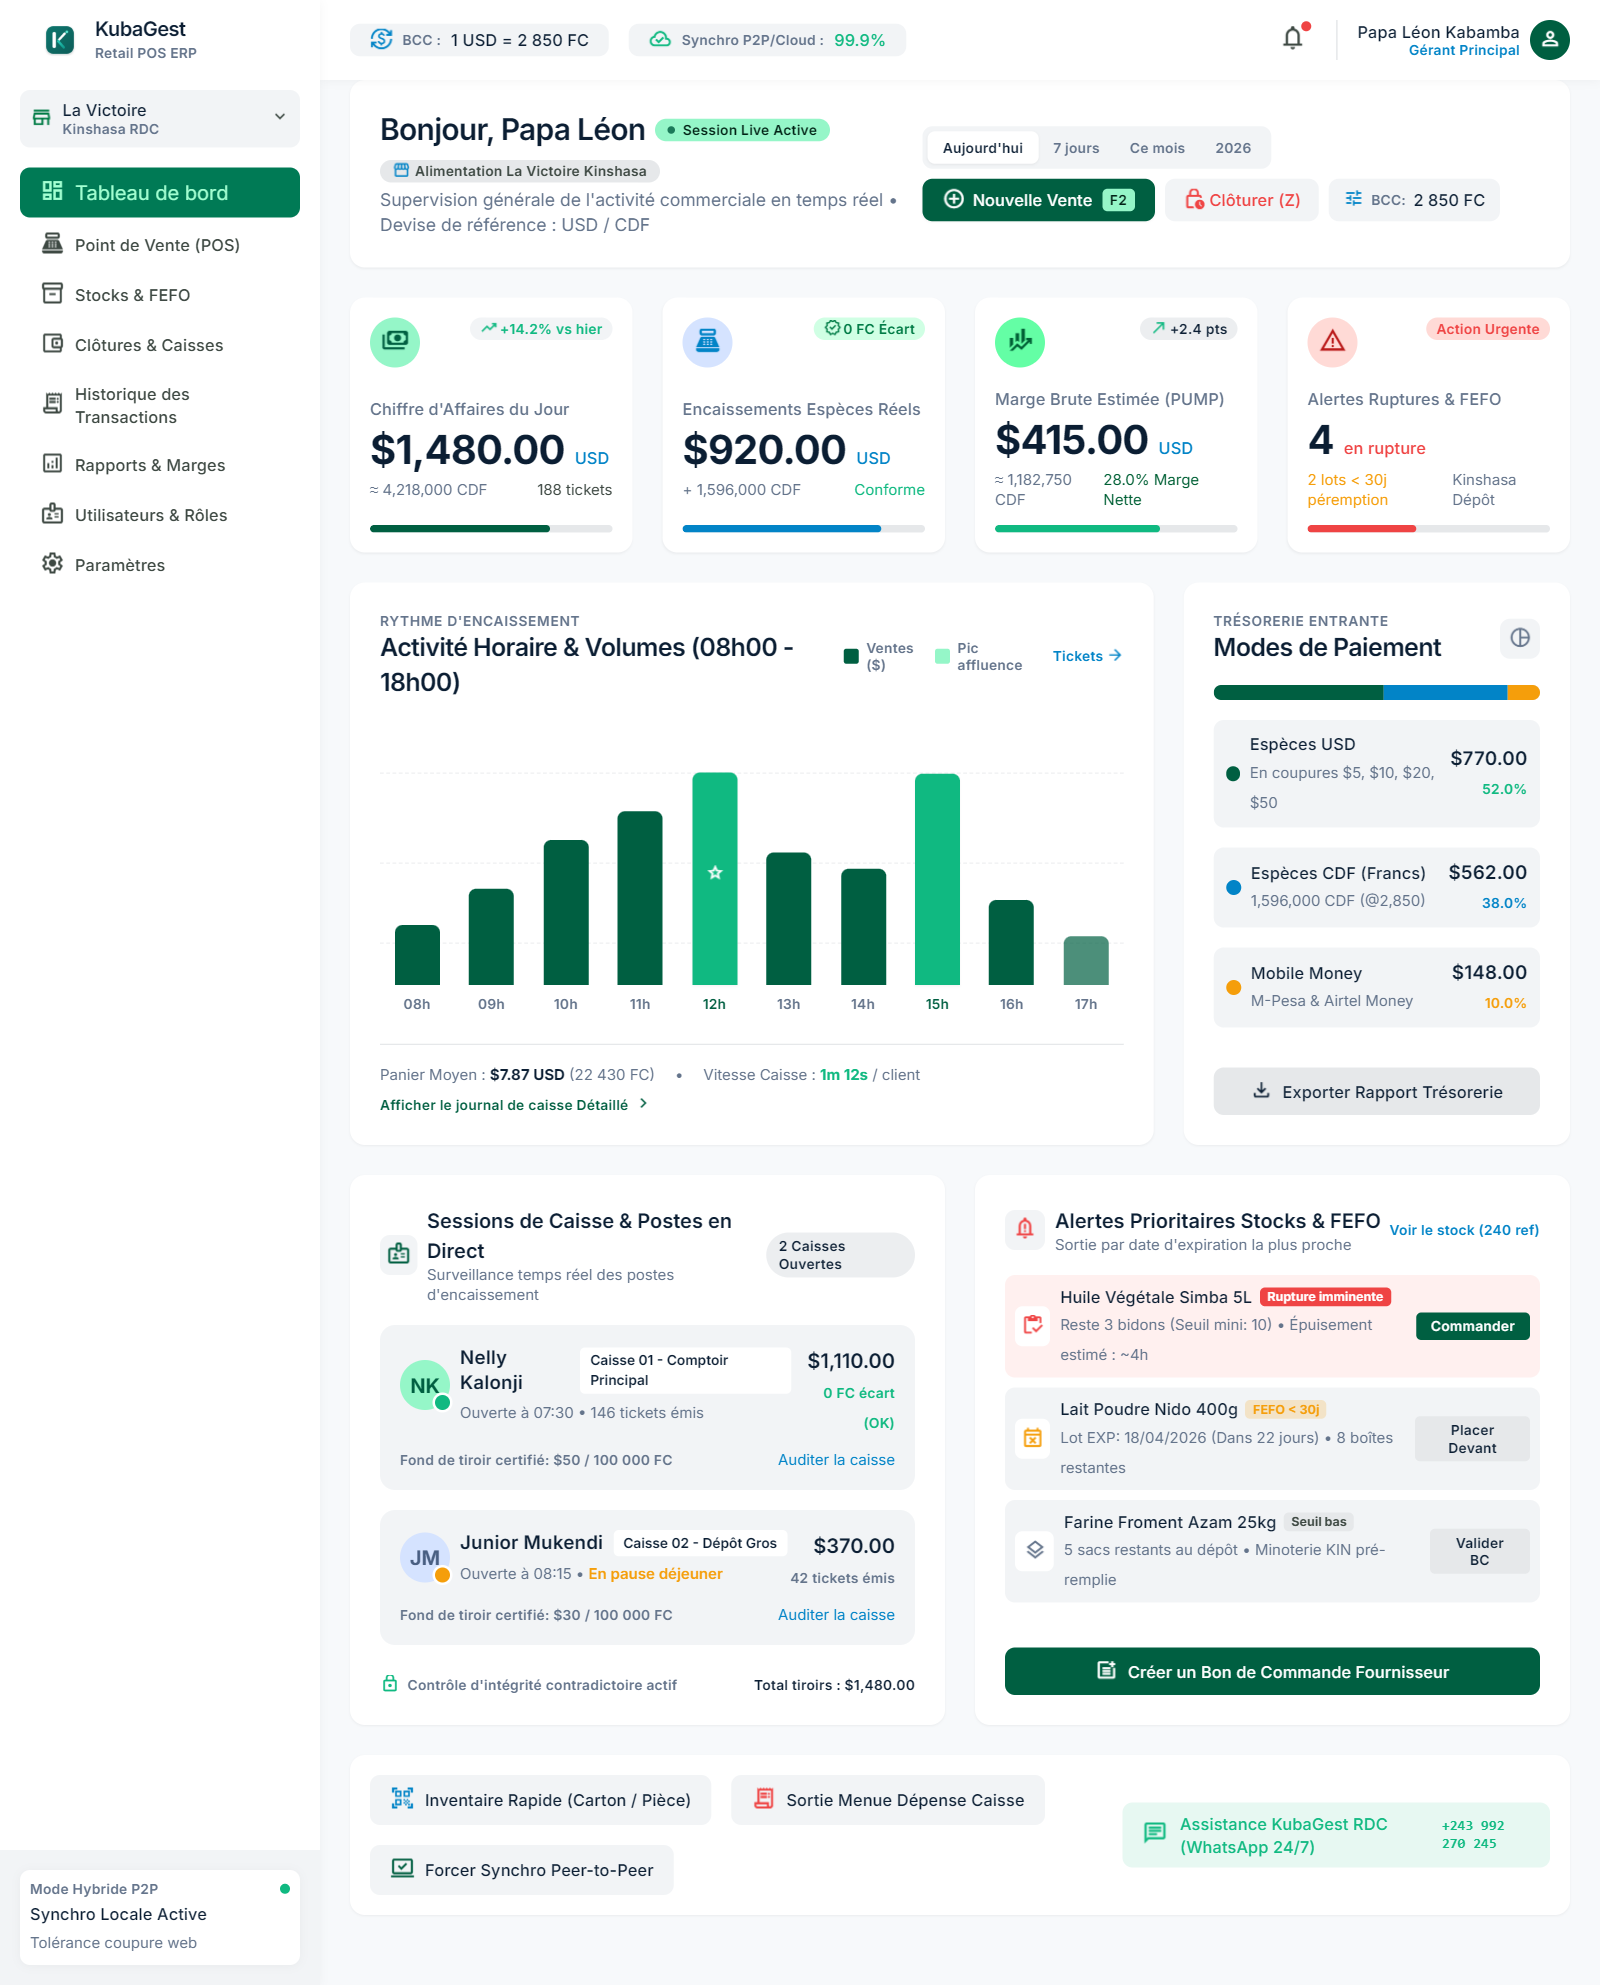 KubaGest
Retail POS ERP
La Victoire
Kinshasa RDC
Tableau de bord
Point de Vente (POS)
Stocks & FEFO
Clôtures & Caisses
Historique des
Transactions
Rapports & Marges
Utilisateurs & Rôles
Paramètres
Mode Hybride P2P
Synchro Locale Active
Tolérance coupure web
BCC : 1 USD = 2 850 FC
Synchro P2P/Cloud : 99.9%
Papa Léon Kabamba
Gérant Principal
Bonjour, Papa Léon
Session Live Active
Alimentation La Victoire Kinshasa
Supervision générale de l'activité commerciale en temps réel •
Devise de référence : USD / CDF
Aujourd'hui 7 jours Ce mois 2026
Nouvelle Vente F2
Clôturer (Z)
BCC: 2 850 FC
+14.2% vs hier
Chiffre d'Affaires du Jour
$1,480.00 USD
≈ 4,218,000 CDF 188 tickets
0 FC Écart
Encaissements Espèces Réels
$920.00 USD
+ 1,596,000 CDF Conforme
+2.4 pts
Marge Brute Estimée (PUMP)
$415.00 USD
≈ 1,182,750 28.0% Marge
CDF Nette
Action Urgente
Alertes Ruptures & FEFO
4 en rupture
2 lots < 30j Kinshasa
péremption Dépôt
RYTHME D'ENCAISSEMENT
Activité Horaire & Volumes (08h00 -
18h00)
Ventes
($)
Pic
affluence
Tickets
08h 09h 10h 11h 12h 13h 14h 15h 16h 17h
Panier Moyen : $7.87 USD (22 430 FC) • Vitesse Caisse : 1m 12s / client
Afficher le journal de caisse Détaillé
TRÉSORERIE ENTRANTE
Modes de Paiement
Espèces USD
En coupures $5, $10, $20,
$50
$770.00
52.0%
Espèces CDF (Francs)
1,596,000 CDF (@2,850)
$562.00
38.0%
Mobile Money
M-Pesa & Airtel Money
$148.00
10.0%
Exporter Rapport Trésorerie
Sessions de Caisse & Postes en
Direct
Surveillance temps réel des postes
d'encaissement
2 Caisses
Ouvertes
NK
Nelly
Kalonji
Caisse 01 - Comptoir
Principal
Ouverte à 07:30 • 146 tickets émis
$1,110.00
0 FC écart
(OK)
Fond de tiroir certifié: $50 / 100 000 FC
Auditer la caisse
JM
Junior Mukendi
Caisse 02 - Dépôt Gros
Ouverte à 08:15 • En pause déjeuner
$370.00
42 tickets émis
Fond de tiroir certifié: $30 / 100 000 FC
Auditer la caisse
Contrôle d'intégrité contradictoire actif
Total tiroirs : $1,480.00
Alertes Prioritaires Stocks & FEFO
Sortie par date d'expiration la plus proche
Voir le stock (240 ref)
Huile Végétale Simba 5L Rupture imminente
Reste 3 bidons (Seuil mini: 10) • Épuisement
estimé : ~4h
Commander
Lait Poudre Nido 400g FEFO < 30j
Lot EXP: 18/04/2026 (Dans 22 jours) • 8 boîtes
restantes
Placer
Devant
Farine Froment Azam 25kg Seuil bas
5 sacs restants au dépôt • Minoterie KIN pré-
remplie
Valider
BC
Créer un Bon de Commande Fournisseur
Inventaire Rapide (Carton / Pièce)
Sortie Menue Dépense Caisse
Forcer Synchro Peer-to-Peer
Assistance KubaGest RDC
(WhatsApp 24/7)
+243 992
270 245